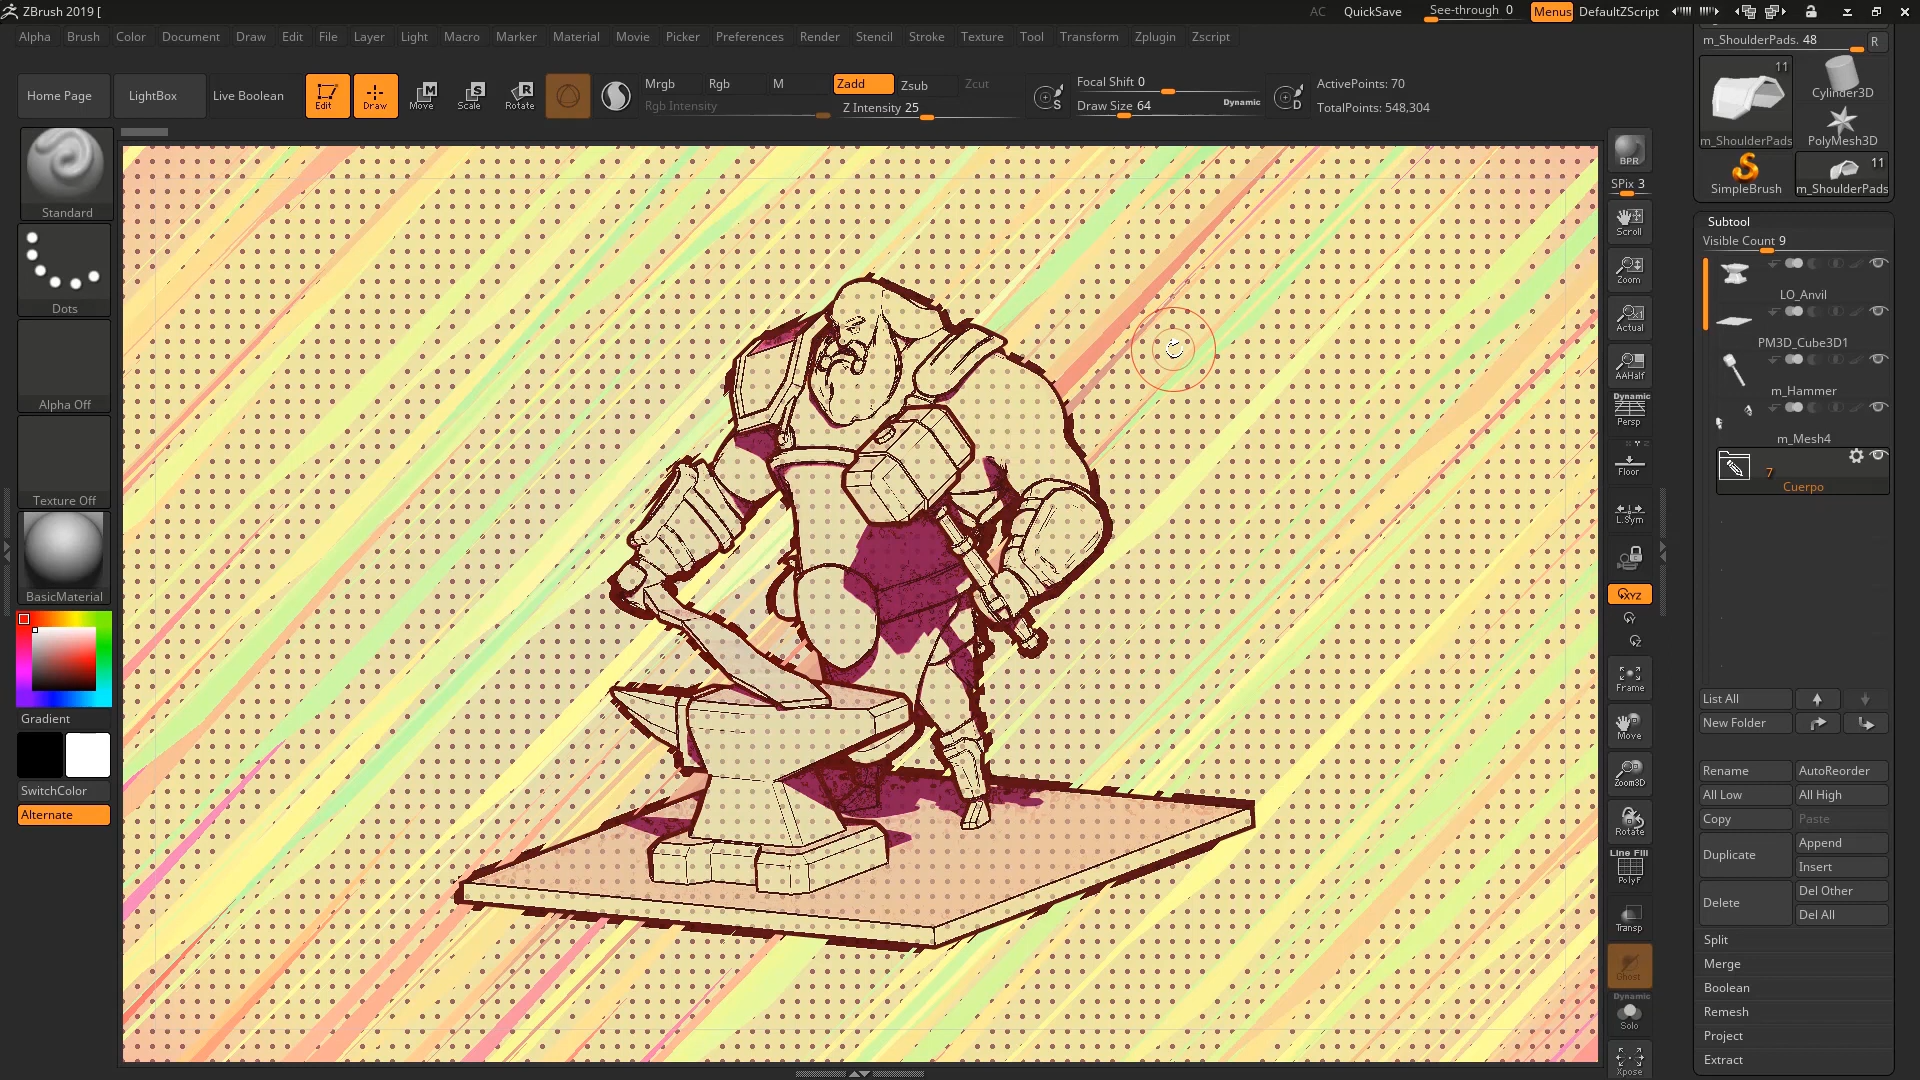 ZBrush 2019 [
AC QuickSave See-through 0 Menus DefaultZScript
Alpha Brush Color Document Draw Edit File Layer Light Macro Marker Material Movie Picker Preferences Render Stencil Stroke Texture Tool Transform Zplugin Zscript
Home Page LightBox Live Boolean Edit Draw Move Scale Rotate
Mrgb Rgb M Zadd Zsub Zcut
Rgb Intensity Z Intensity 25
Focal Shift 0
Draw Size 64 Dynamic
ActivePoints: 70
TotalPoints: 548,304
Standard
Dots
Alpha Off
Texture Off
BasicMaterial
Gradient
SwitchColor
Alternate
BPR
SPix 3
Scroll
Zoom
Actual
AAHalf
Dynamic
Persp
Floor
L.Sym
XYZ
Frame
Move
Zoom3D
Rotate
Line Fill
PolyF
Transp
Ghost
Dynamic
Solo
Xpose
m_ShoulderPads. 48 R
11
Cylinder3D
m_ShoulderPads PolyMesh3D
11
SimpleBrush m_ShoulderPads
Subtool
Visible Count 9
LO_Anvil
PM3D_Cube3D1
m_Hammer
m_Mesh4
7
Cuerpo
List All
New Folder
Rename AutoReorder
All Low All High
Copy Paste
Duplicate Append
Insert
Delete Del Other
Del All
Split
Merge
Boolean
Remesh
Project
Extract